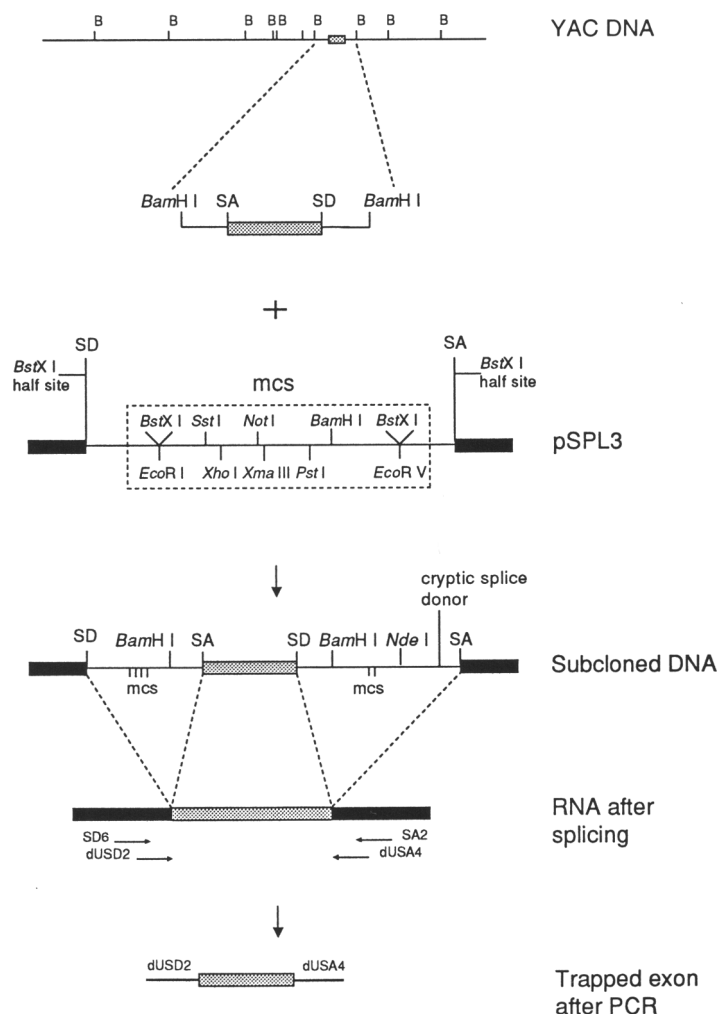 B B B BB B B B B
YAC DNA
BamH I SA SD BamH I
+
SD SA
BstX I
half site
BstX I
half site
mcs
BstX I Sst I Not I BamH I BstX I
EcoR I Xho I Xma III Pst I EcoR V
pSPL3
cryptic splice
donor
SD BamH I SA SD BamH I Nde I SA
mcs mcs
Subcloned DNA
RNA after
splicing
SD6 SA2
dUSD2 dUSA4
dUSD2 dUSA4
Trapped exon
after PCR